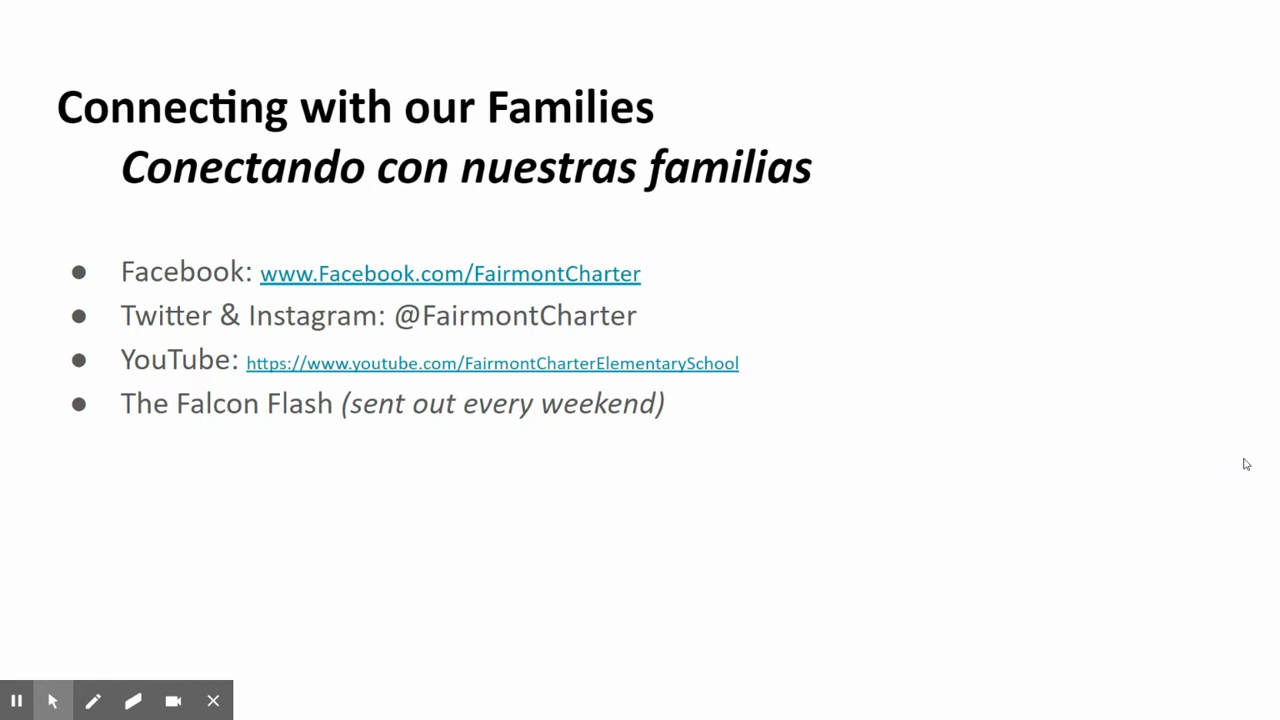 Connecting with our Families
Conectando con nuestras familias
● Facebook: www.Facebook.com/FairmontCharter
● Twitter & Instagram: @FairmontCharter
● YouTube: https://www.youtube.com/FairmontCharterElementarySchool
● The Falcon Flash (sent out every weekend)